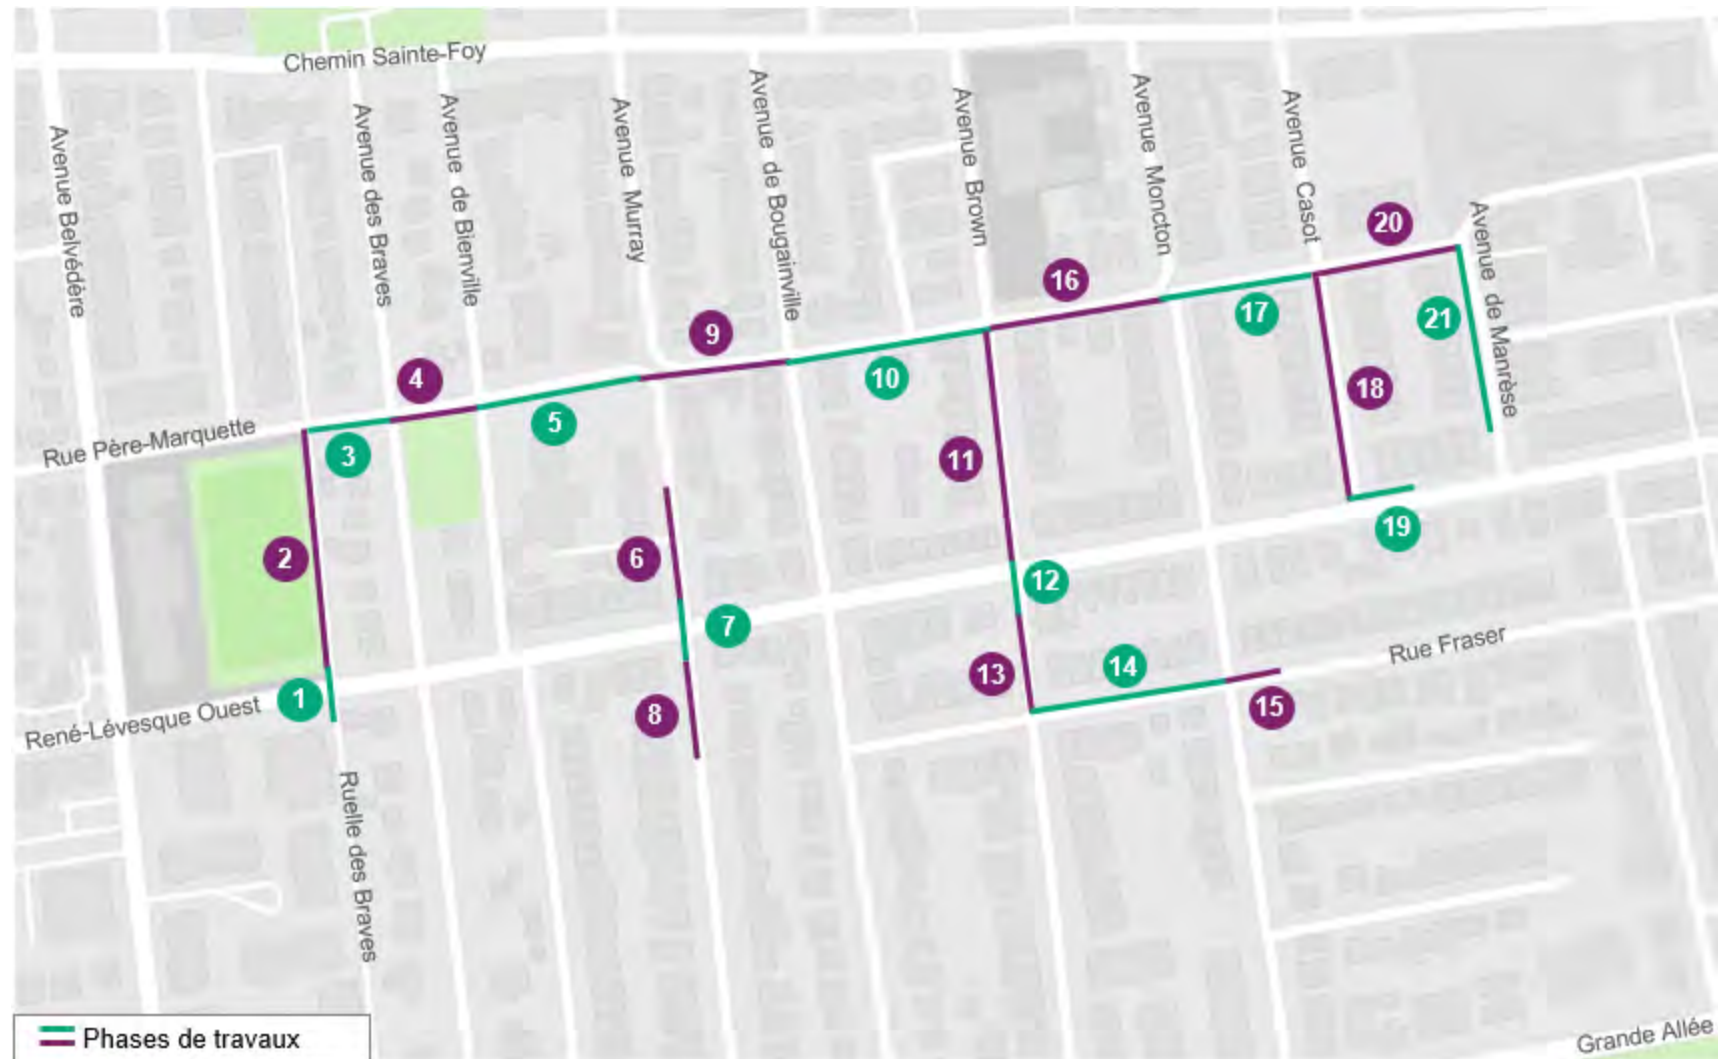 Chemin Sainte-Foy
Avenue Belvédère
Avenue des Braves
Avenue de Bienville
Avenue Murray
Avenue de Bougainville
Avenue Brown
Avenue Moncton
Avenue Casot
Avenue de Manrèse
20
16
17
21
9
10
4
5
18
Rue Père-Marquette
3
11
19
2
6
12
7
Rue Fraser
14
13
1
8
15
René-Lévesque Ouest
Ruelle des Braves
Grande Allée
Phases de travaux